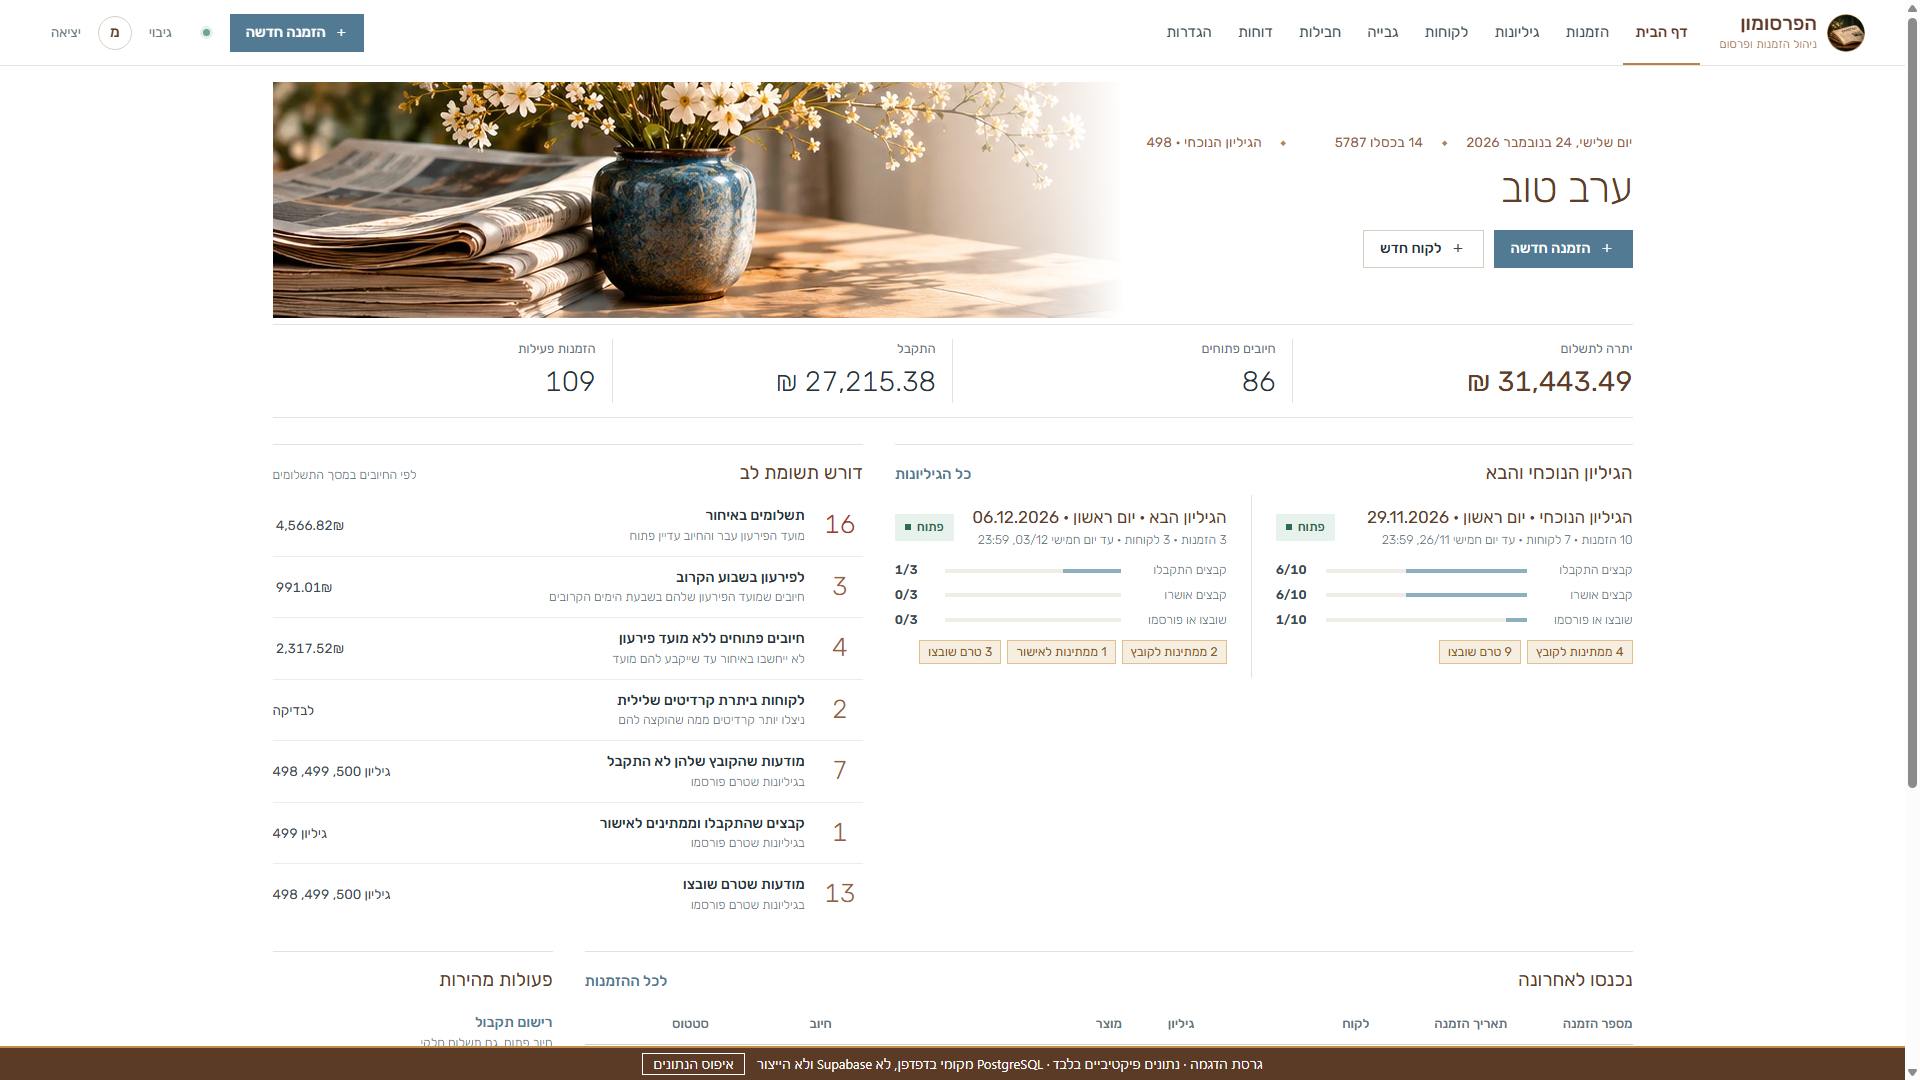 הפרסומון
ניהול הזמנות ופרסום
דף הבית
הזמנות
גיליונות
לקוחות
גבייה
חבילות
דוחות
הגדרות
+ הזמנה חדשה
גיבוי
מ
יציאה
יום שלישי, 24 בנובמבר 2026 ◆ 14 בכסלו 5787 ◆ הגיליון הנוכחי • 498
ערב טוב
+ הזמנה חדשה
+ לקוח חדש
יתרה לתשלום
31,443.49 ₪
חיובים פתוחים
86
התקבל
27,215.38 ₪
הזמנות פעילות
109
הגיליון הנוכחי והבא
כל הגיליונות
הגיליון הנוכחי • יום ראשון • 29.11.2026
פתוח
10 הזמנות • 7 לקוחות • עד יום חמישי 26/11, 23:59
קבצים התקבלו 6/10
קבצים אושרו 6/10
שובצו או פורסמו 1/10
4 ממתינות לקובץ
9 טרם שובצו
הגיליון הבא • יום ראשון • 06.12.2026
פתוח
3 הזמנות • 3 לקוחות • עד יום חמישי 03/12, 23:59
קבצים התקבלו 1/3
קבצים אושרו 0/3
שובצו או פורסמו 0/3
2 ממתינות לקובץ
1 ממתינות לאישור
3 טרם שובצו
דורש תשומת לב
לפי החיובים במסך התשלומים
16
תשלומים באיחור
מועד הפירעון עבר והחיוב עדיין פתוח
4,566.82₪
3
לפירעון בשבוע הקרוב
חיובים שמועד הפירעון שלהם בשבעת הימים הקרובים
991.01₪
4
חיובים פתוחים ללא מועד פירעון
לא ייחשבו באיחור עד שייקבע להם מועד
2,317.52₪
2
לקוחות ביתרת קרדיטים שלילית
ניצלו יותר קרדיטים ממה שהוקצה להם
לבדיקה
7
מודעות שהקובץ שלהן לא התקבל
בגיליונות שטרם פורסמו
גיליון 500, 499, 498
1
קבצים שהתקבלו וממתינים לאישור
בגיליונות שטרם פורסמו
גיליון 499
13
מודעות שטרם שובצו
בגיליונות שטרם פורסמו
גיליון 500, 499, 498
נכנסו לאחרונה
לכל ההזמנות
מספר הזמנה
תאריך הזמנה
לקוח
גיליון
מוצר
חיוב
סטטוס
פעולות מהירות
רישום תקבול
חיוב פתוח, גם תשלום חלקי
גרסת הדגמה · נתונים פיקטיביים בלבד · PostgreSQL מקומי בדפדפן, לא Supabase ולא הייצור
איפוס הנתונים